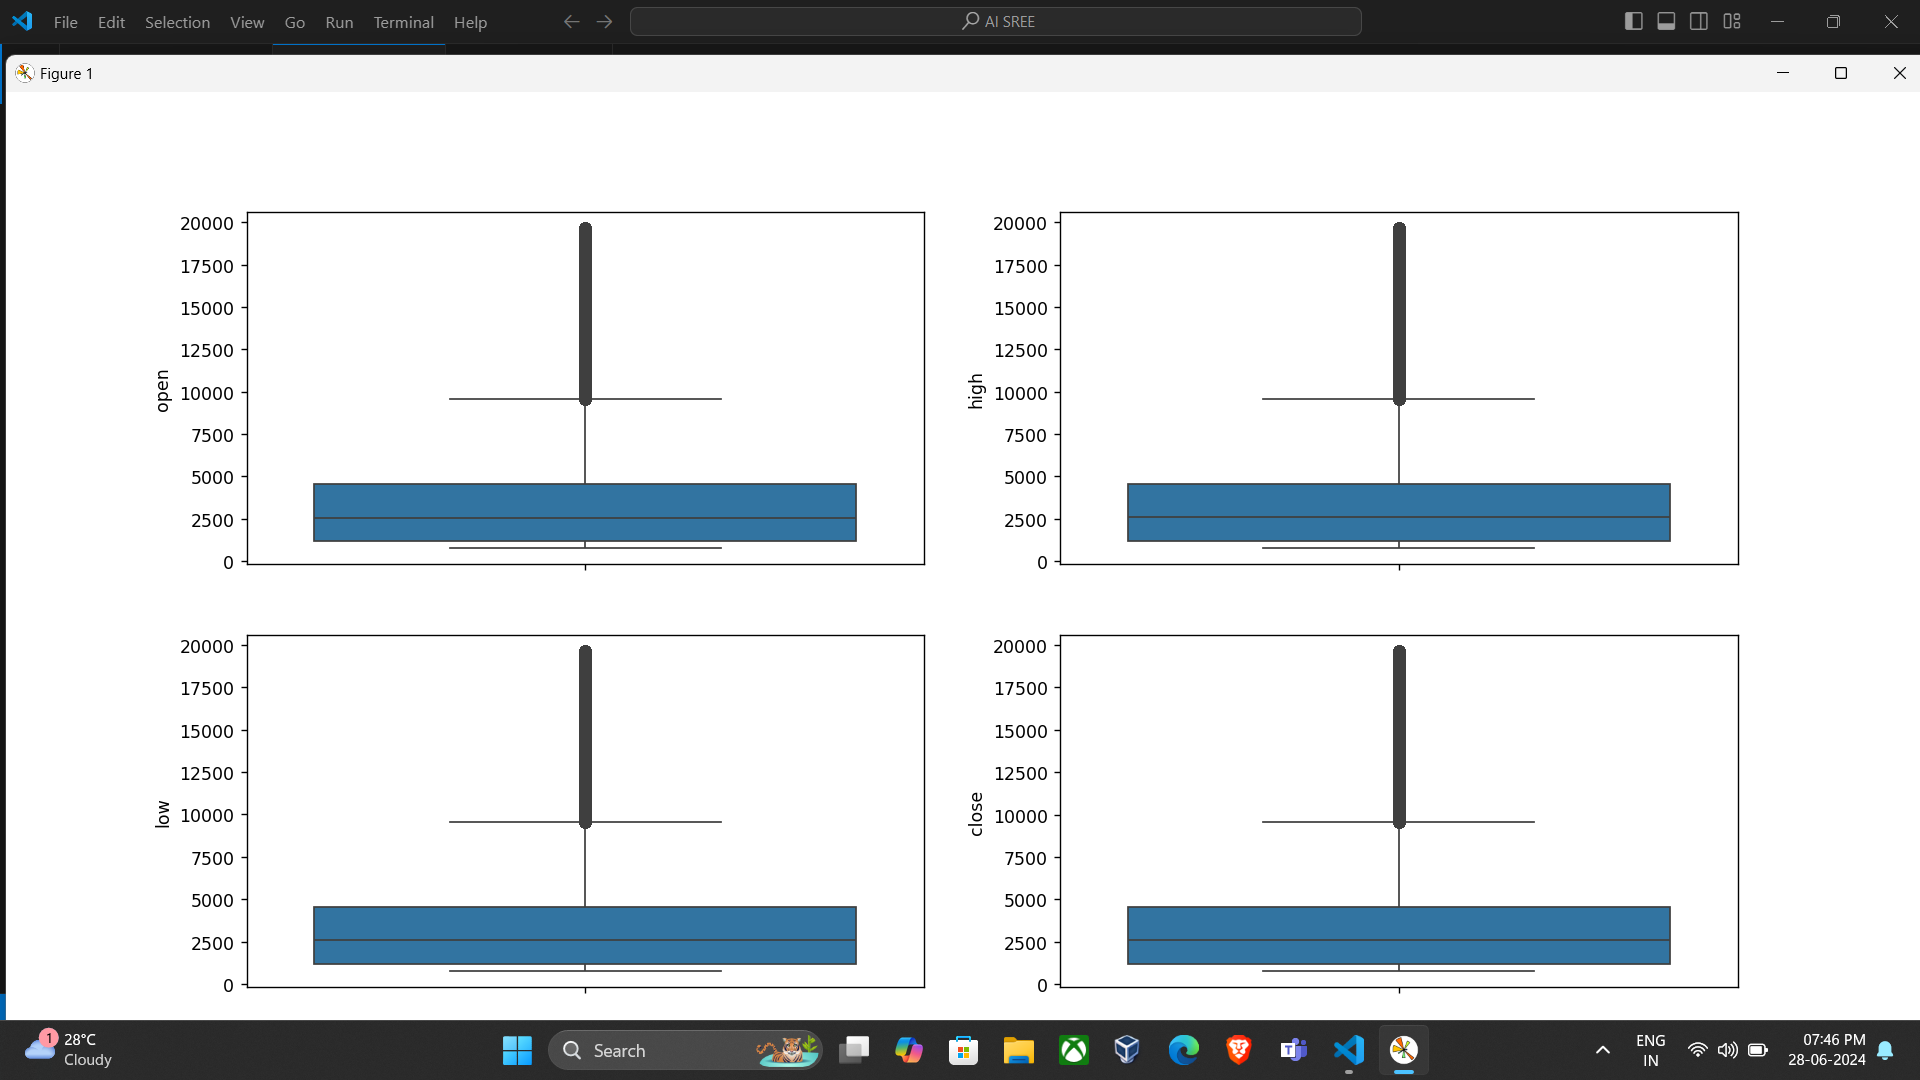 File Edit Selection View Go Run Terminal Help
AI SREE
Figure 1
20000
17500
15000
12500
10000
7500
5000
2500
0
open
20000
17500
15000
12500
10000
7500
5000
2500
0
high
20000
17500
15000
12500
10000
7500
5000
2500
0
low
20000
17500
15000
12500
10000
7500
5000
2500
0
close
1
28°C
Cloudy
Search
ENG
IN
07:46 PM
28-06-2024